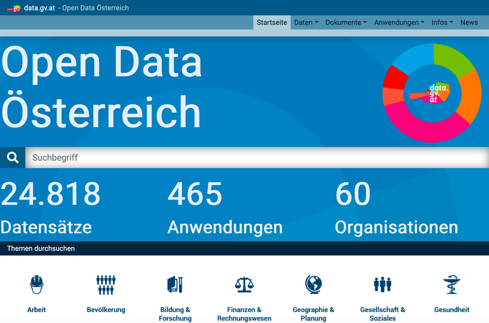 data.gv.at - Open Data Österreich
Startseite Daten Dokumente Anwendungen Infos News
Open Data
Österreich
data.
gv.
at
Suchbegriff
24.818 465 60
Datensätze Anwendungen Organisationen
Themen durchsuchen
Arbeit Bevölkerung Bildung & Finanzen & Geographie & Gesellschaft & Gesundheit
Forschung Rechnungswesen Planung Soziales